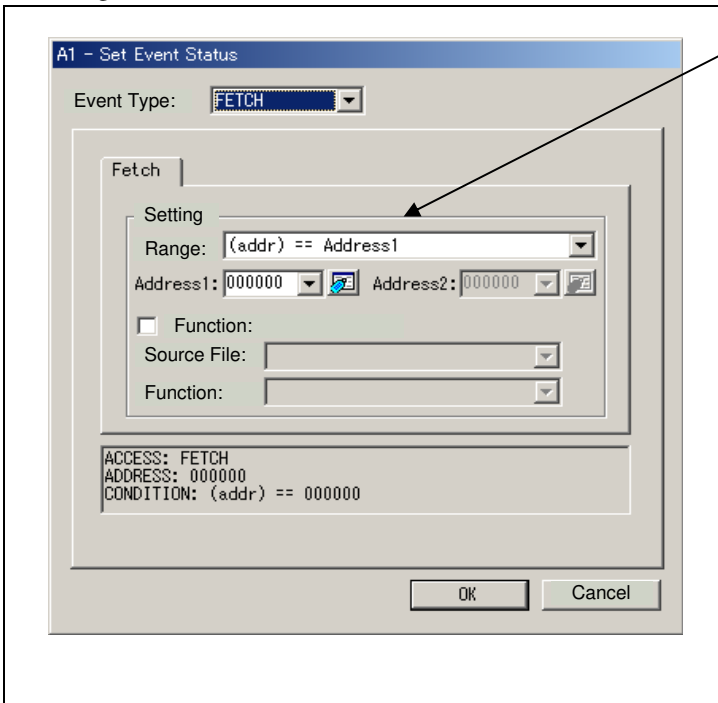 A1 - Set Event Status
Event Type: FETCH
Fetch
Setting
Range: (addr) == Address1
Address1: 000000 Address2: 000000
Function:
Source File:
Function:
ACCESS: FETCH
ADDRESS: 000000
CONDITION: (addr) == 000000
OK Cancel